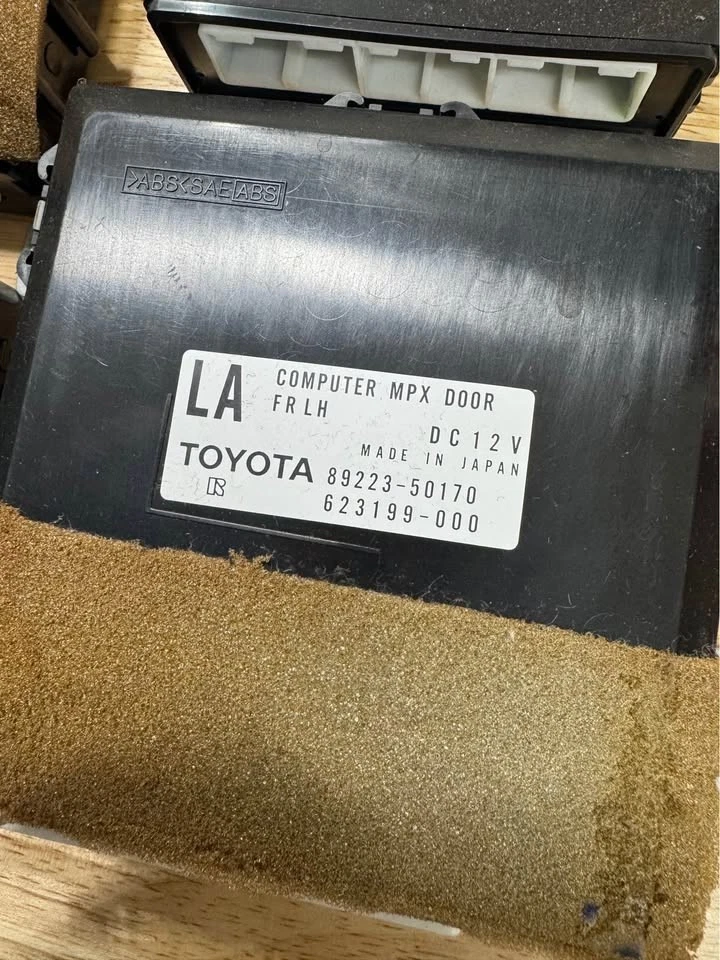 >ABS<SAE ABS
LA COMPUTER MPX DOOR
FR LH
DC12V
MADE IN JAPAN
TOYOTA 89223-50170
623199-000